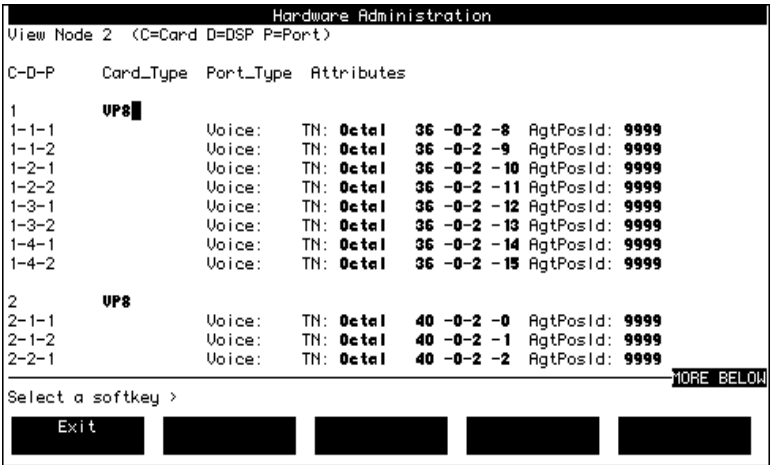 Hardware Administration
View Node 2 (C=Card D=DSP P=Port)
C-D-P Card_Type Port_Type Attributes
1 VP8
1-1-1 Voice: TN: Octal 36 -0-2 -8 AgtPosId: 9999
1-1-2 Voice: TN: Octal 36 -0-2 -9 AgtPosId: 9999
1-2-1 Voice: TN: Octal 36 -0-2 -10 AgtPosId: 9999
1-2-2 Voice: TN: Octal 36 -0-2 -11 AgtPosId: 9999
1-3-1 Voice: TN: Octal 36 -0-2 -12 AgtPosId: 9999
1-3-2 Voice: TN: Octal 36 -0-2 -13 AgtPosId: 9999
1-4-1 Voice: TN: Octal 36 -0-2 -14 AgtPosId: 9999
1-4-2 Voice: TN: Octal 36 -0-2 -15 AgtPosId: 9999
2 VP8
2-1-1 Voice: TN: Octal 40 -0-2 -0 AgtPosId: 9999
2-1-2 Voice: TN: Octal 40 -0-2 -1 AgtPosId: 9999
2-2-1 Voice: TN: Octal 40 -0-2 -2 AgtPosId: 9999
MORE BELOW
Select a softkey >
Exit